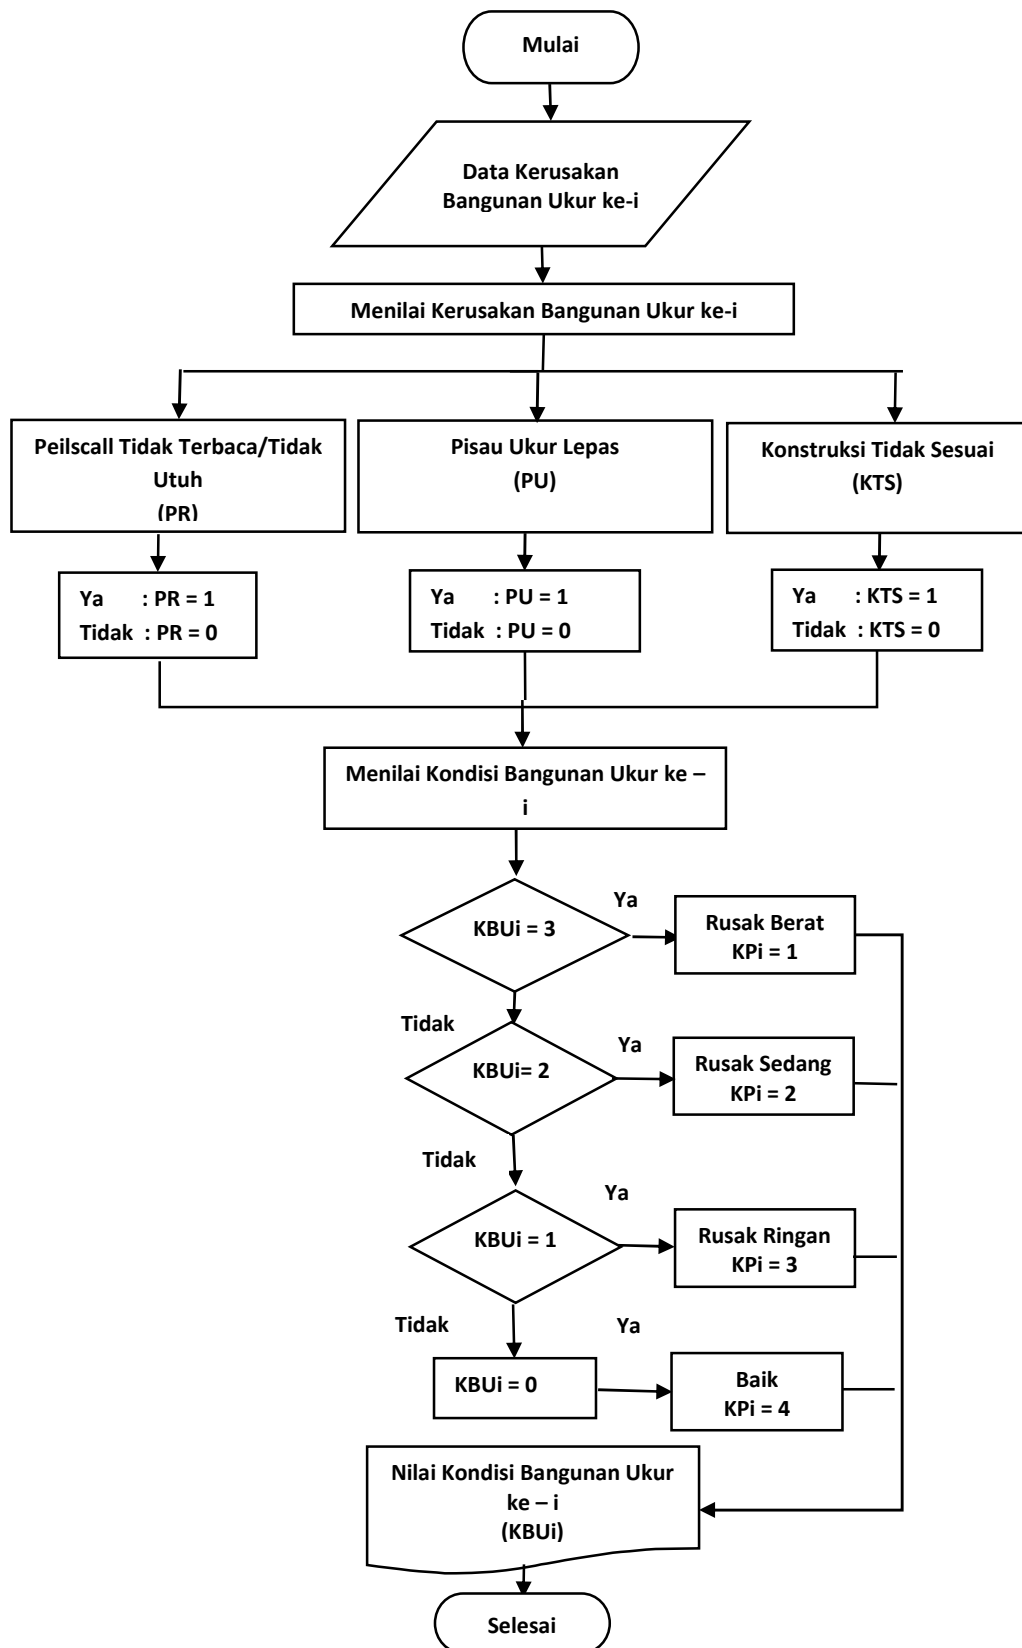 Mulai
Data Kerusakan
Bangunan Ukur ke-i
Menilai Kerusakan Bangunan Ukur ke-i
Peilscall Tidak Terbaca/Tidak
Utuh
(PR)
Pisau Ukur Lepas
(PU)
Konstruksi Tidak Sesuai
(KTS)
Ya : PR = 1
Tidak : PR = 0
Ya : PU = 1
Tidak : PU = 0
Ya : KTS = 1
Tidak : KTS = 0
Menilai Kondisi Bangunan Ukur ke –
i
KBUi = 3
Ya
Rusak Berat
KPi = 1
Tidak
KBUi= 2
Ya
Rusak Sedang
KPi = 2
Tidak
KBUi = 1
Ya
Rusak Ringan
KPi = 3
Tidak
KBUi = 0
Ya
Baik
KPi = 4
Nilai Kondisi Bangunan Ukur
ke – i
(KBUi)
Selesai